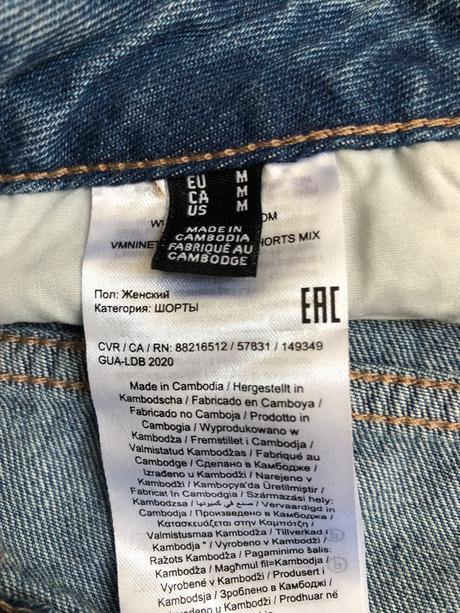 EU M
CA M
US M
MADE IN
CAMBODIA
FABRIQUÉ AU
CAMBODGE
OM
VMNINE HORTS MIX
Пол: Женский
Категория: ШОРТЫ
EAC
CVR / CA / RN: 88216512 / 57831 / 149349
GUA-LDB 2020
Made in Cambodia / Hergestellt in
Kambodscha / Fabricado en Camboya /
Fabricado no Camboja / Prodotto in
Cambogia / Wyprodukowano w
Kambodża / Fremstillet i Cambodja /
Valmistatud Kambodžas / Fabriqué au
Cambodge / Сделано в Камбодже /
Izrađeno u Kambodži / Narejeno v
Kambodži / Kamboçya'da Üretilmiştir /
Fabricat în Cambodgia / Származási hely:
Kambodzsa / صنع في كمبوديا / Vervaardigd in
Cambodja / Произведено в Камбоджа /
Κατασκευάζεται στην Καμπότζη /
Valmistusmaa Kambodža / Tillverkad i
Kambodja " / Vyrobeno v Kambodži /
Ražots Kambodžā / Pagaminimo šalis:
Kambodža / Maghmul fil=Kambodja /
Vyrobené v Kambodži / Produsert i
Kambodsja / Зроблено в Камбоджі /
Kambodži / Prodhuar në